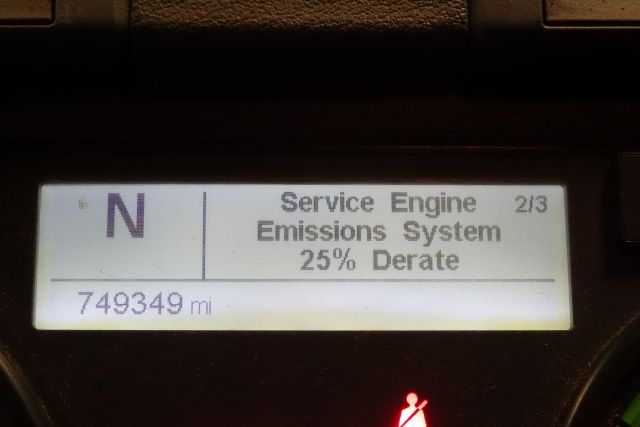 N
Service Engine 2/3
Emissions System
25% Derate
749349 mi